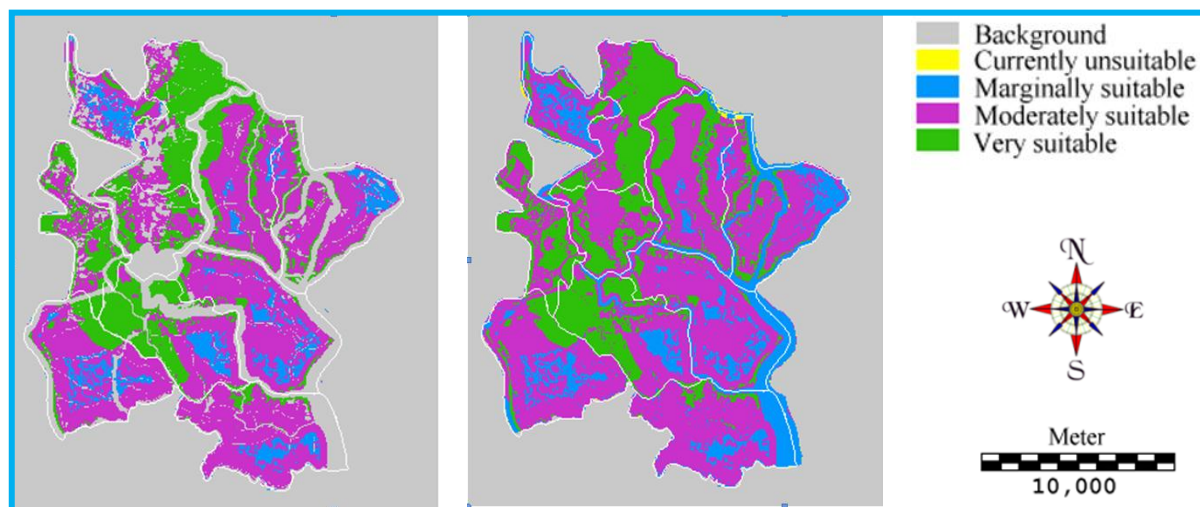 Background
Currently unsuitable
Marginally suitable
Moderately suitable
Very suitable
N
W E
S
Meter
10,000